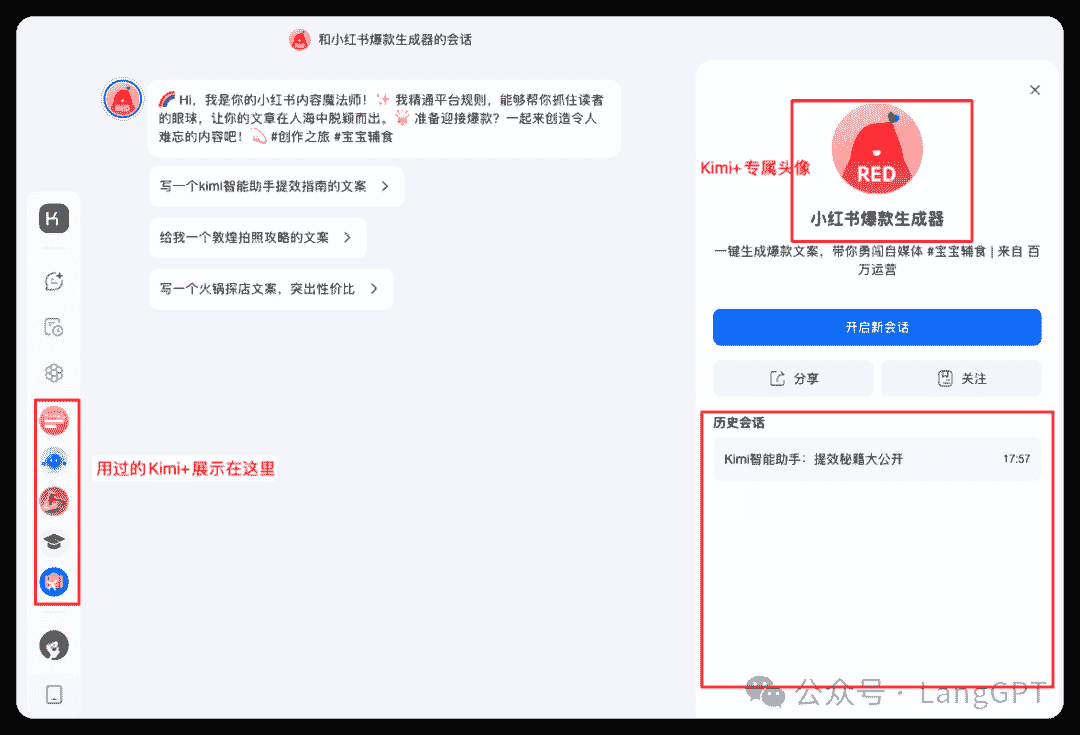 和小红书爆款生成器的会话
🌈 Hi，我是你的小红书内容魔法师！✨ 我精通平台规则，能够帮你抓住读者
的眼球，让你的文章在人海中脱颖而出。🎉 准备迎接爆款？一起来创造令人
难忘的内容吧！💫 #创作之旅 #宝宝辅食
写一个kimi智能助手提效指南的文案
给我一个敦煌拍照攻略的文案
写一个火锅探店文案，突出性价比
用过的Kimi+展示在这里
Kimi+专属头像
RED
小红书爆款生成器
一键生成爆款文案，带你勇闯自媒体 #宝宝辅食 | 来自 百
万运营
开启新会话
分享
关注
历史会话
Kimi智能助手：提效秘籍大公开
17:57
公众号 · LangGPT